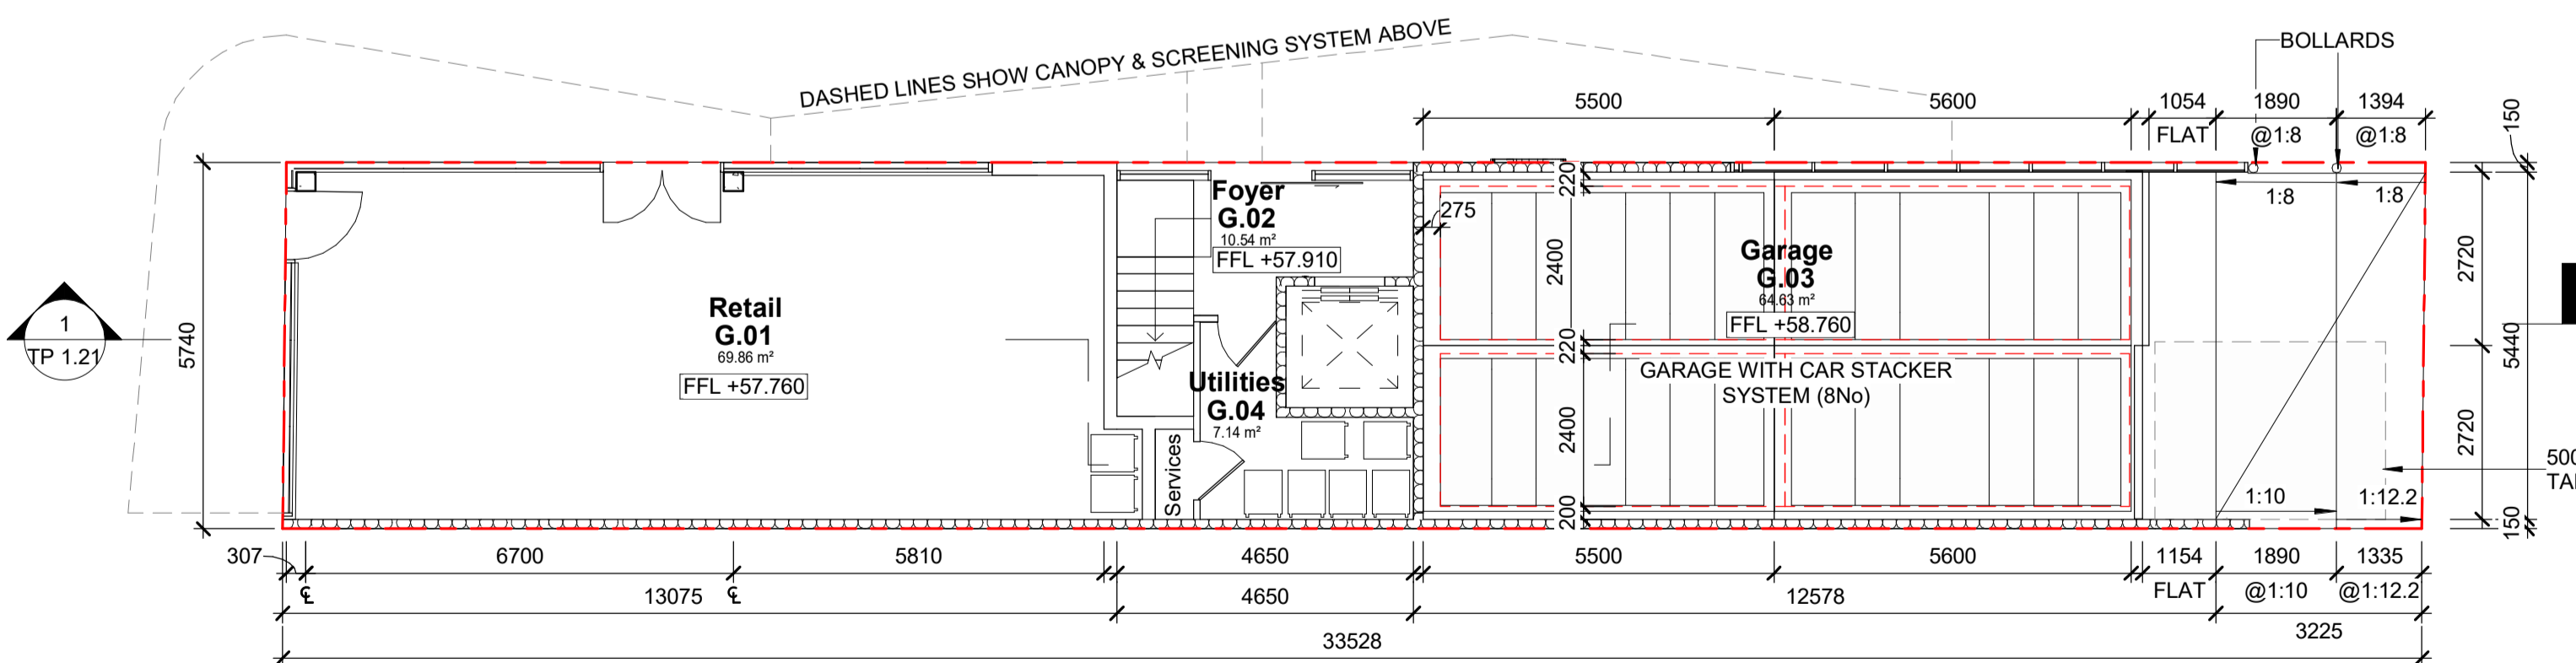 DASHED LINES SHOW CANOPY & SCREENING SYSTEM ABOVE
BOLLARDS
5500
5600
1054
1890
1394
FLAT
@1:8
@1:8
150
220
275
1:8
1:8
Foyer
G.02
10.54 m²
FFL +57.910
2400
Garage
G.03
64.63 m²
FFL +58.760
2720
5440
1
TP 1.21
5740
Retail
G.01
69.86 m²
FFL +57.760
220
GARAGE WITH CAR STACKER
SYSTEM (8No)
Utilities
G.04
7.14 m²
Services
2400
2720
500
1:10
1:12.2
200
150
307
6700
5810
4650
5500
5600
1154
1890
1335
FLAT
@1:10
@1:12.2
℄
℄
13075
4650
12578
3225
33528